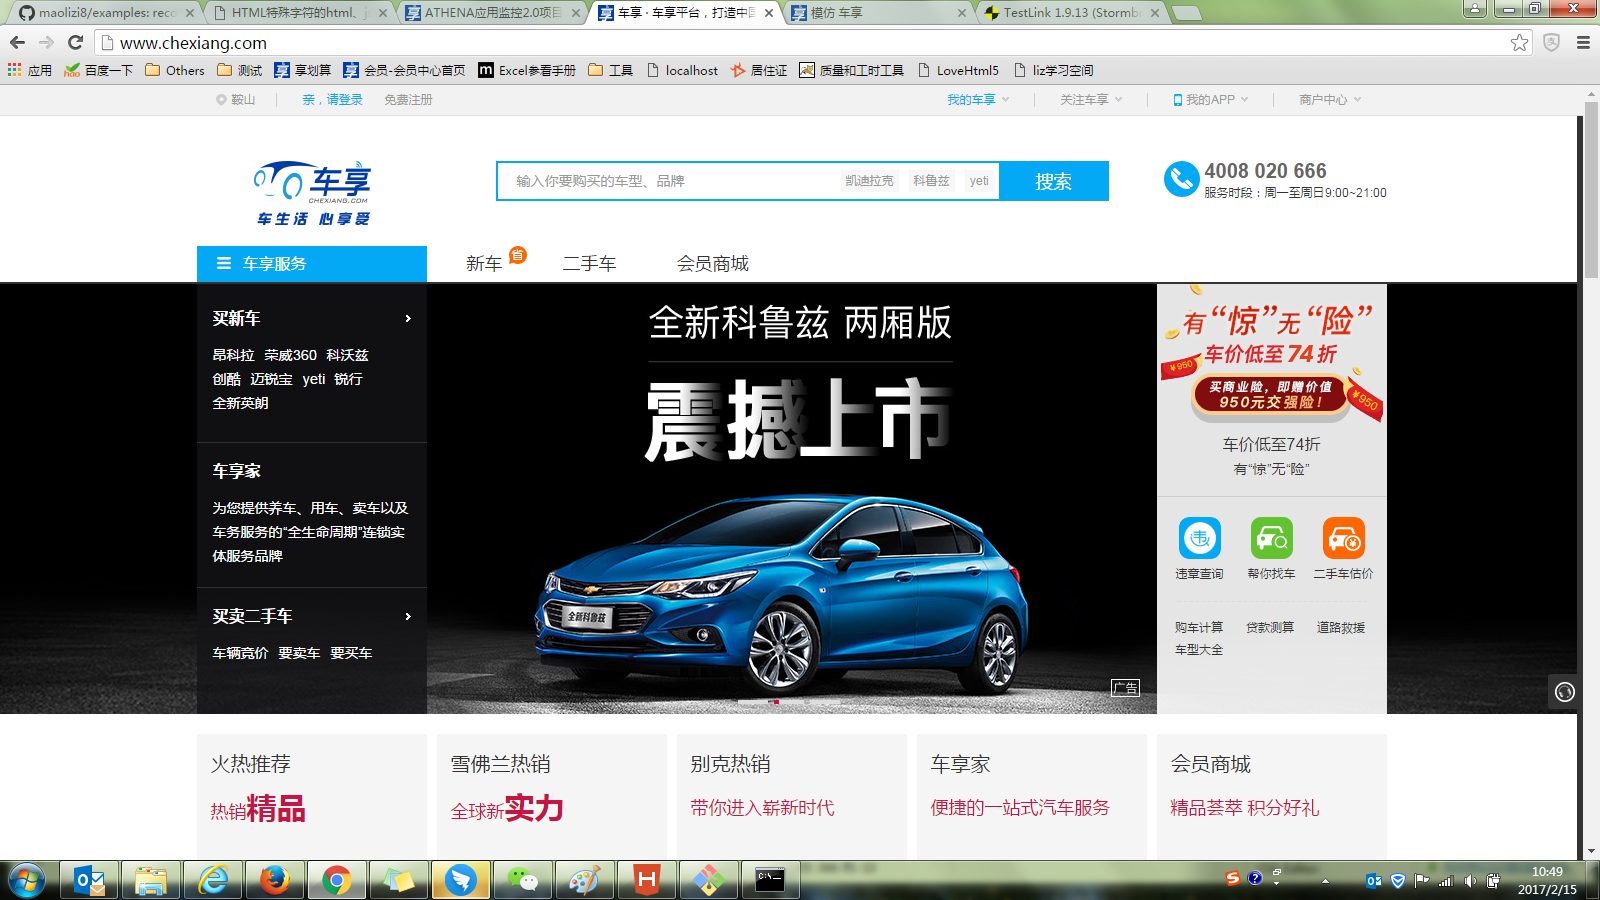 maolizi8/examples: reco
HTML特殊字符的html、j
ATHENA应用监控2.0项目
车享 · 车享平台，打造中国
模仿 车享
TestLink 1.9.13 (Stormbr
www.chexiang.com
应用 百度一下 Others 测试 享划算 会员-会员中心首页 Excel参看手册 工具 localhost 居住证 质量和工时工具 LoveHtml5 liz学习空间
鞍山 亲，请登录 免费注册 我的车享 关注车享 我的APP 商户中心
车享
CHEXIANG.COM
车生活 心享受
输入你要购买的车型、品牌 凯迪拉克 科鲁兹 yeti 搜索
4008 020 666
服务时段：周一至周日9:00~21:00
车享服务 新车 省 二手车 会员商城
买新车
昂科拉 荣威360 科沃兹
创酷 迈锐宝 yeti 锐行
全新英朗
车享家
为您提供养车、用车、卖车以及
车务服务的“全生命周期”连锁实
体服务品牌
买卖二手车
车辆竞价 要卖车 要买车
全新科鲁兹 两厢版
震撼上市
全新科鲁兹
广告
有“惊”无“险”
车价低至74折
¥950
买商业险，即赠价值
950元交强险！
¥950
车价低至74折
有“惊”无“险”
违
违章查询 帮你找车 二手车估价
购车计算 贷款测算 道路救援
车型大全
火热推荐
热销精品
雪佛兰热销
全球新实力
别克热销
带你进入崭新时代
车享家
便捷的一站式汽车服务
会员商城
精品荟萃 积分好礼
10:49
2017/2/15